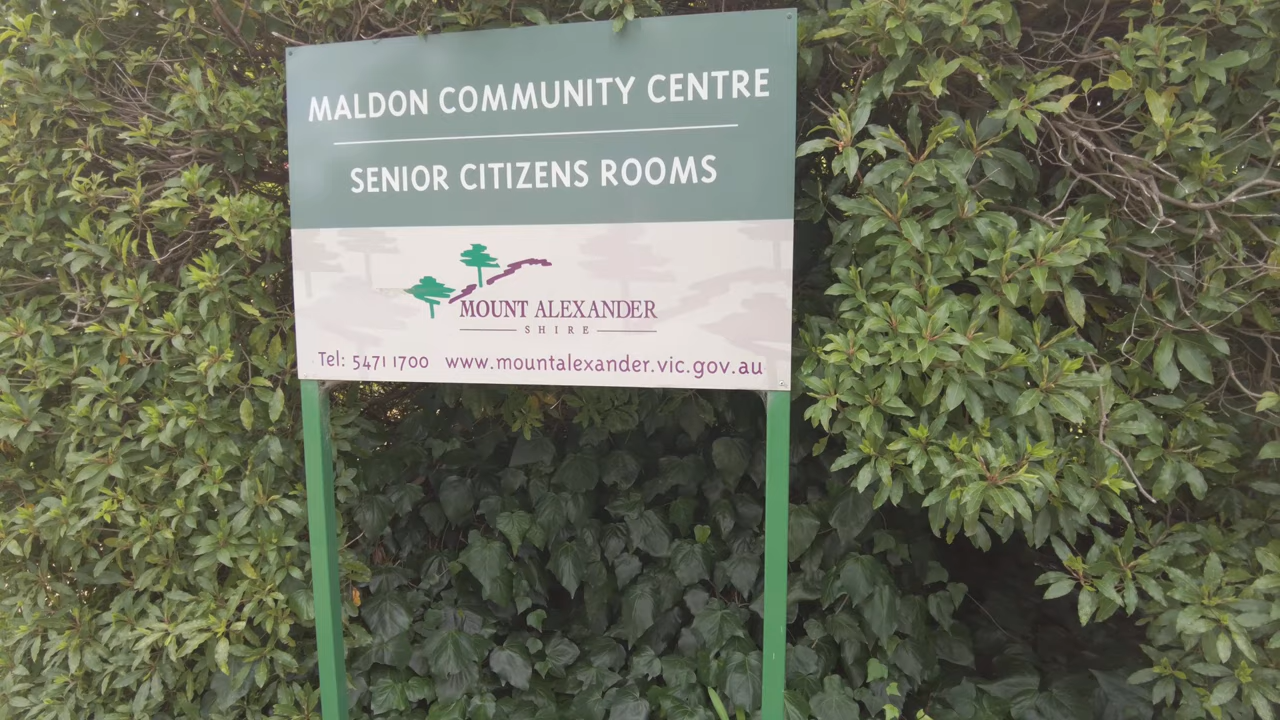 MALDON COMMUNITY CENTRE
SENIOR CITIZENS ROOMS
MOUNT ALEXANDER
SHIRE
Tel: 5471 1700 www.mountalexander.vic.gov.au